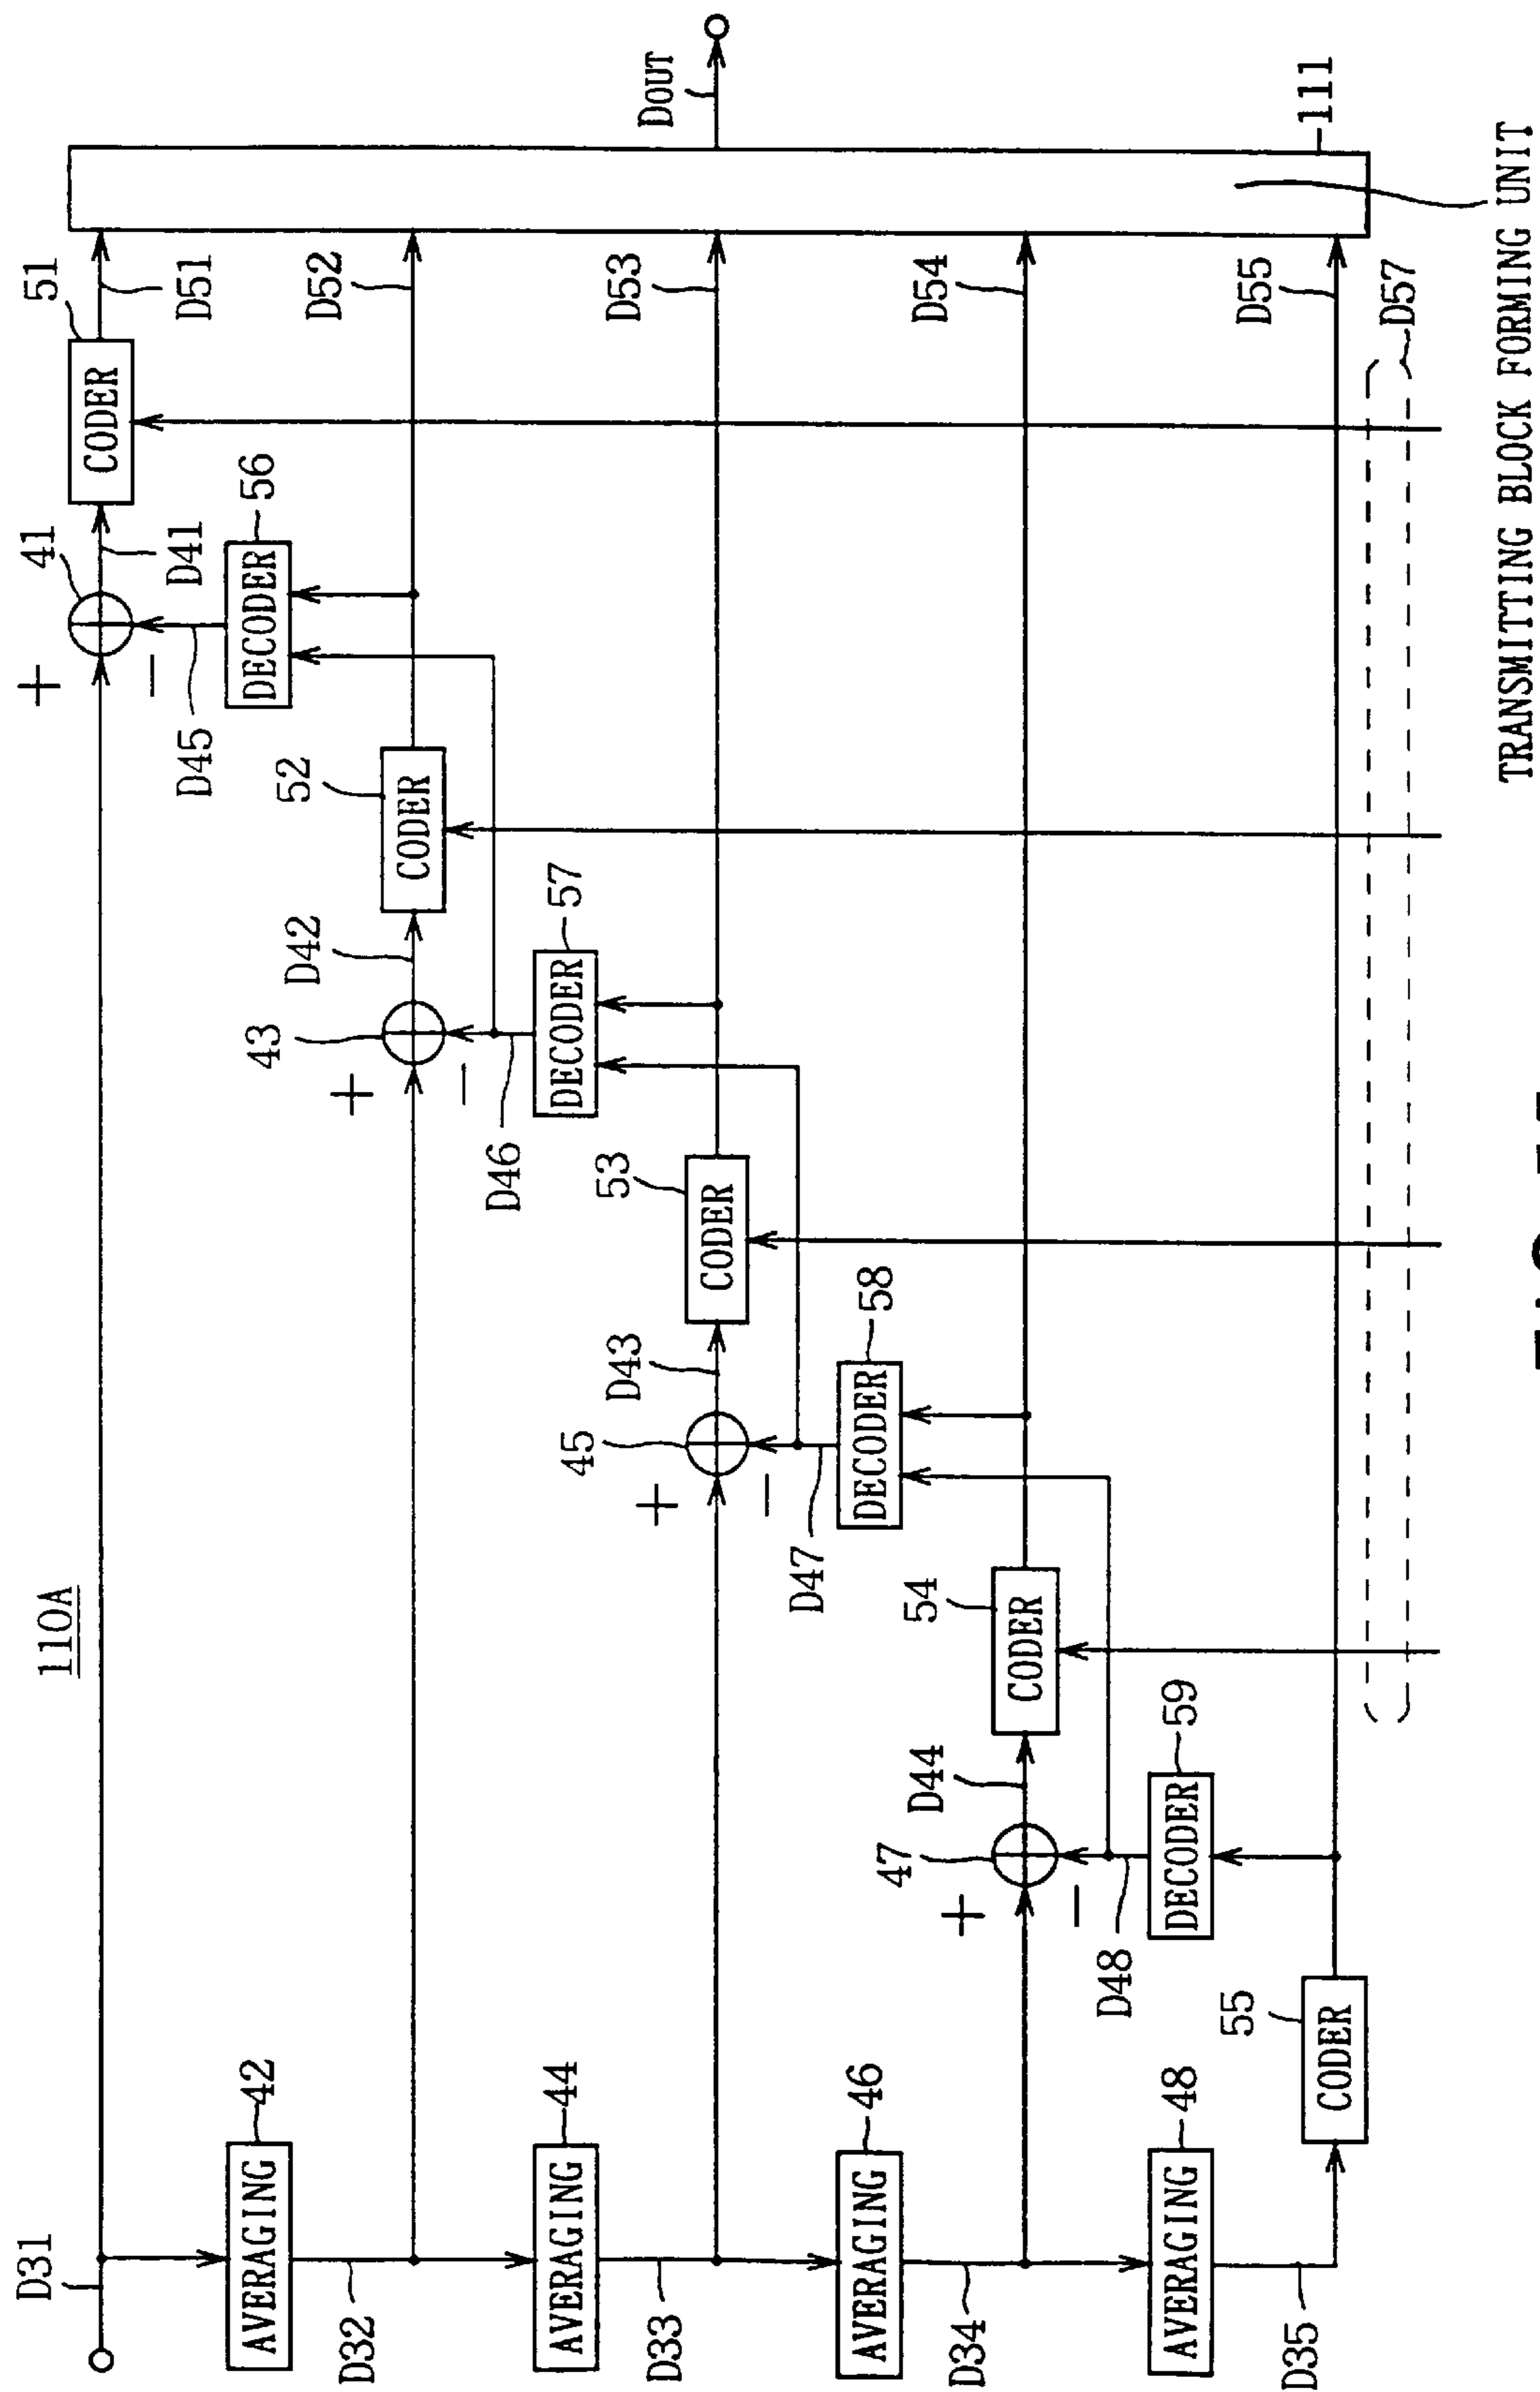 110A
D31
+
41
51
−
D41
CODER
D51
D45
DECODER
56
AVERAGING
42
D32
+
43
D42
52
CODER
D52
−
D46
DECODER
57
AVERAGING
44
D33
+
45
D43
53
CODER
D53
DOUT
−
D47
DECODER
58
AVERAGING
46
D34
+
47
D44
54
CODER
D54
−
D48
DECODER
59
AVERAGING
48
D35
55
CODER
D55
111
D57
TRANSMITTING BLOCK FORMING UNIT